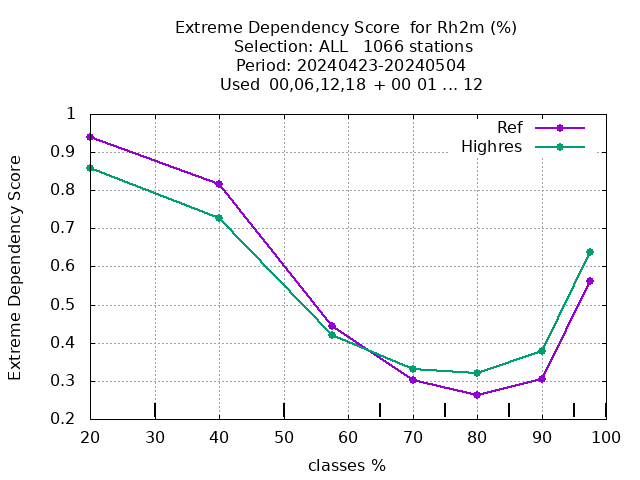 Extreme Dependency Score  for Rh2m (%)
Selection: ALL   1066 stations
Period: 20240423-20240504
Used  00,06,12,18  + 00 01 ... 12
Ref
Highres
Extreme Dependency Score
1
0.9
0.8
0.7
0.6
0.5
0.4
0.3
0.2
20 30 40 50 60 70 80 90 100
classes %